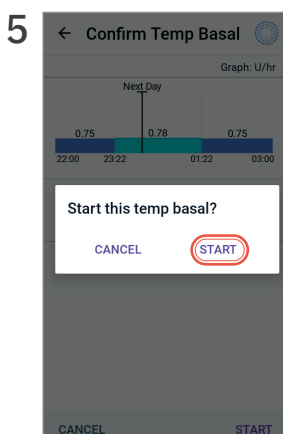 5
← Confirm Temp Basal
Graph: U/hr
Next Day
0.75 0.78 0.75
22:00 23:22 01:22 03:00
Start this temp basal?
CANCEL START
CANCEL START